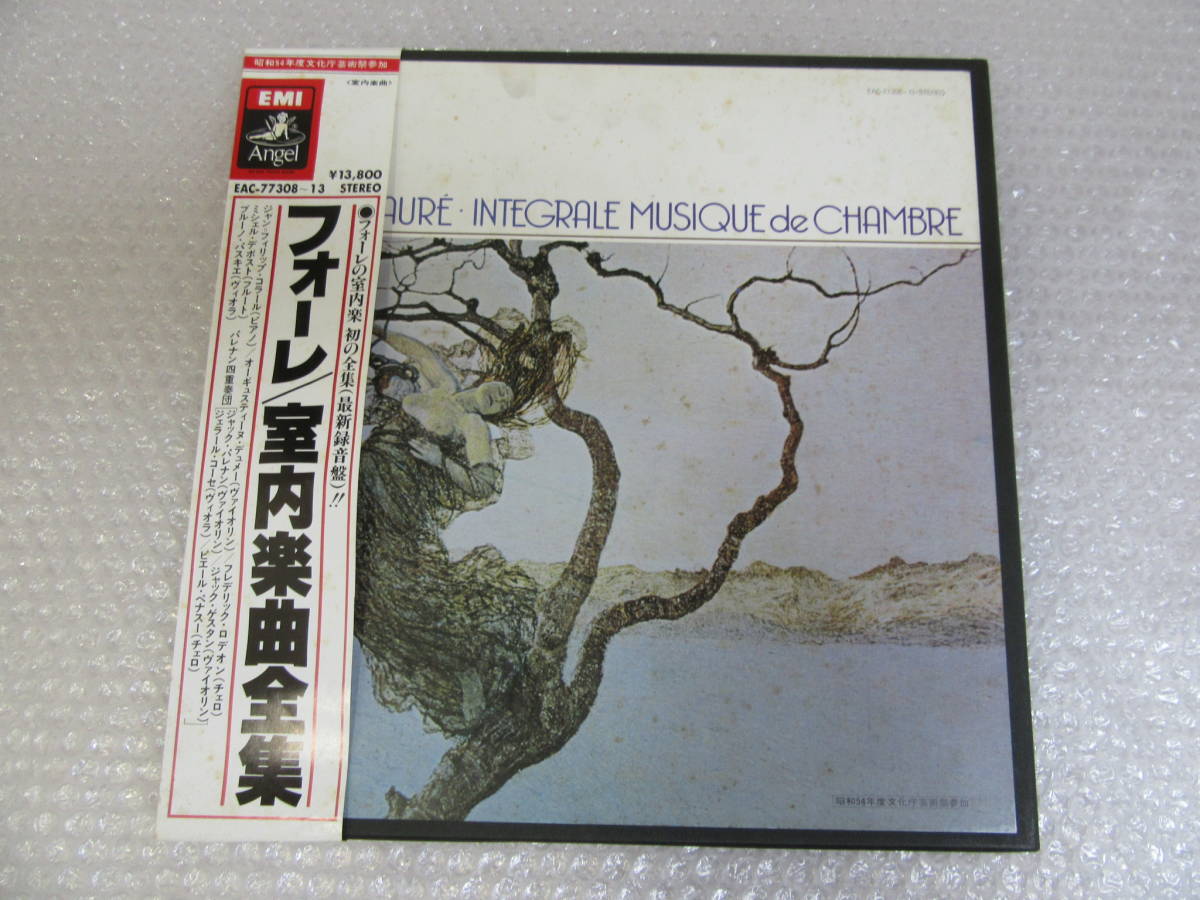 昭和54年度文化庁芸術祭参加
EMI
Angel
〈室内楽曲〉
¥13,800
EAC-77308~13 STEREO
●フォーレの室内楽 初の全集(最新録音盤)!!
フォーレ/室内楽曲全集
ジャン・フィリップ・コラール(ピアノ)/オーギュスティーヌ・デュメー(ヴァイオリン)/フレデリック・ロデオン(チェロ)
ミシェル・デボスト(フルート)
ブルーノ・パスキエ(ヴィオラ)
パレナン四重奏団
ジャック・パレナン(ヴァイオリン)/ジャック・ゲスタン(ヴァイオリン)
ジェラール・コーセ(ヴィオラ)/ピエール・ペナスー(チェロ)
AURÉ · INTEGRALE MUSIQUE de CHAMBRE
昭和54年度文化庁芸術祭参加